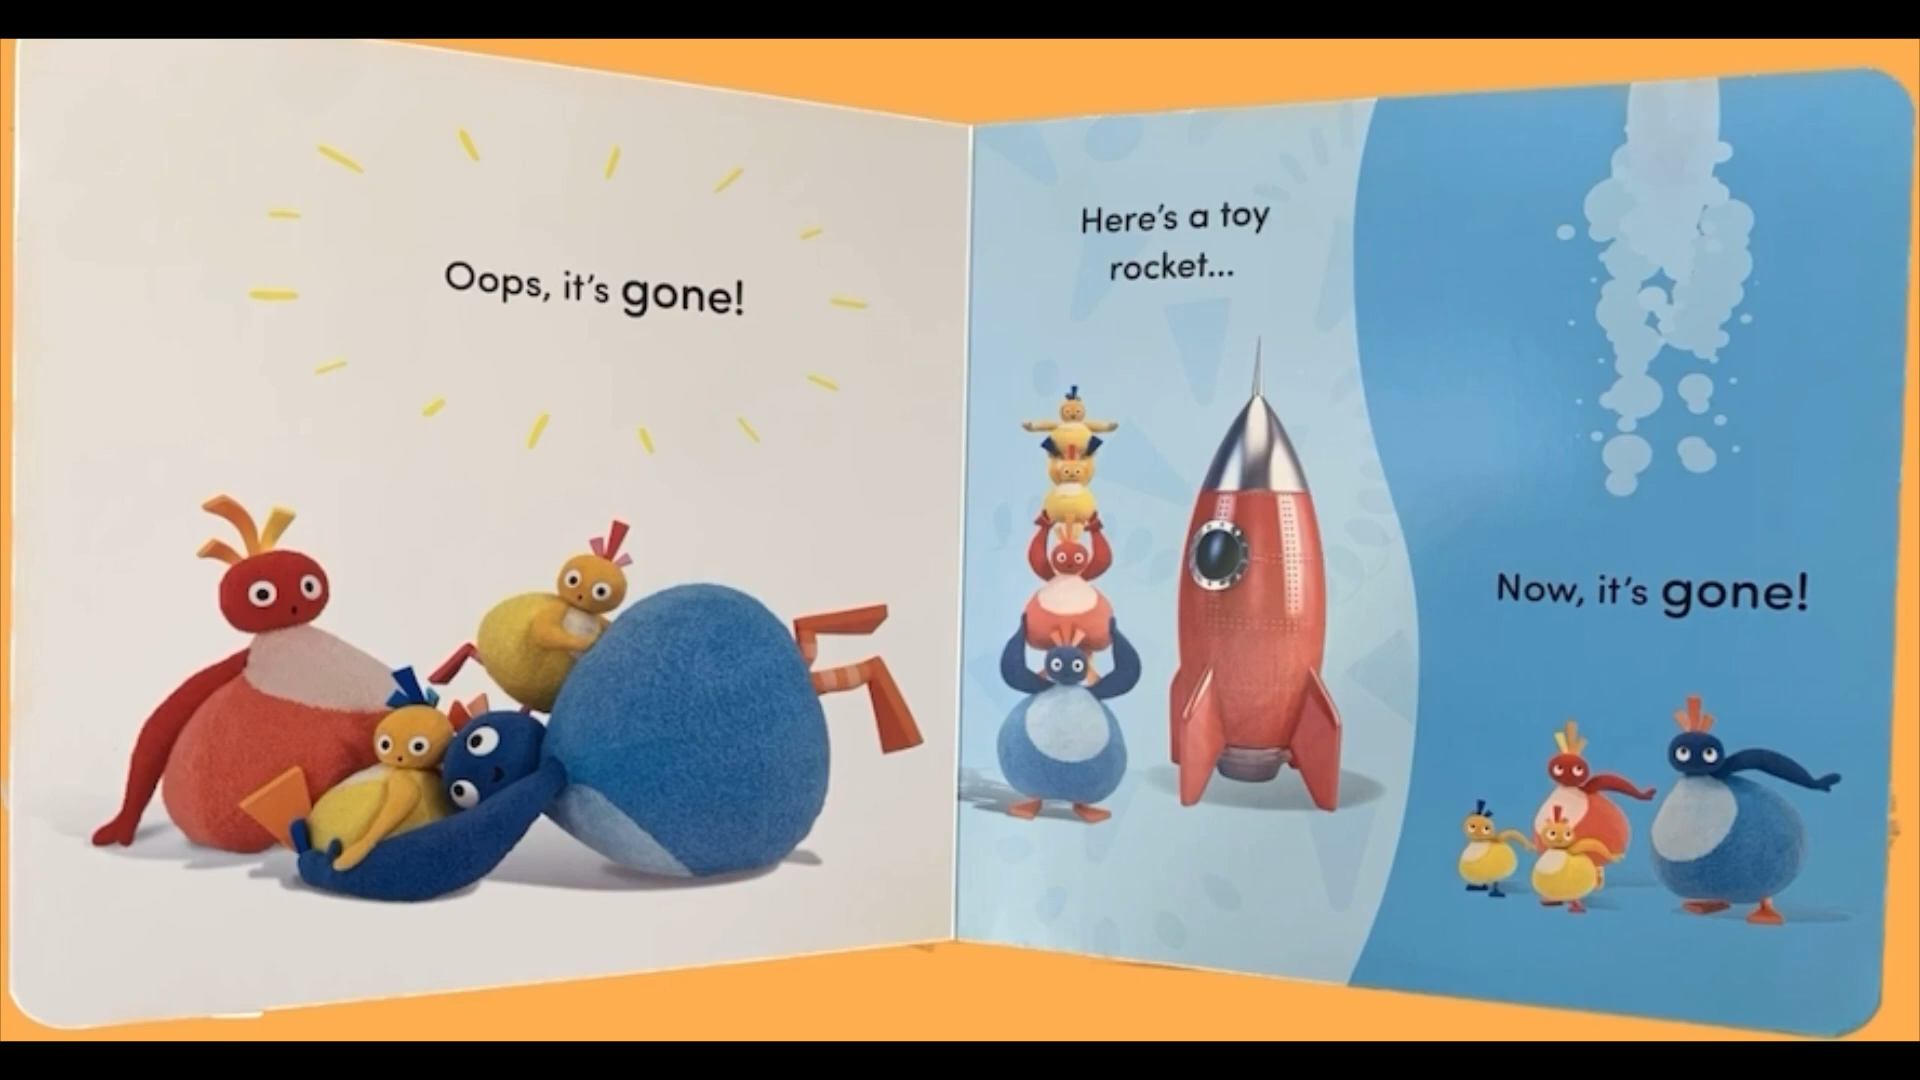 Oops, it's gone!
Here's a toy
rocket...
Now, it's gone!